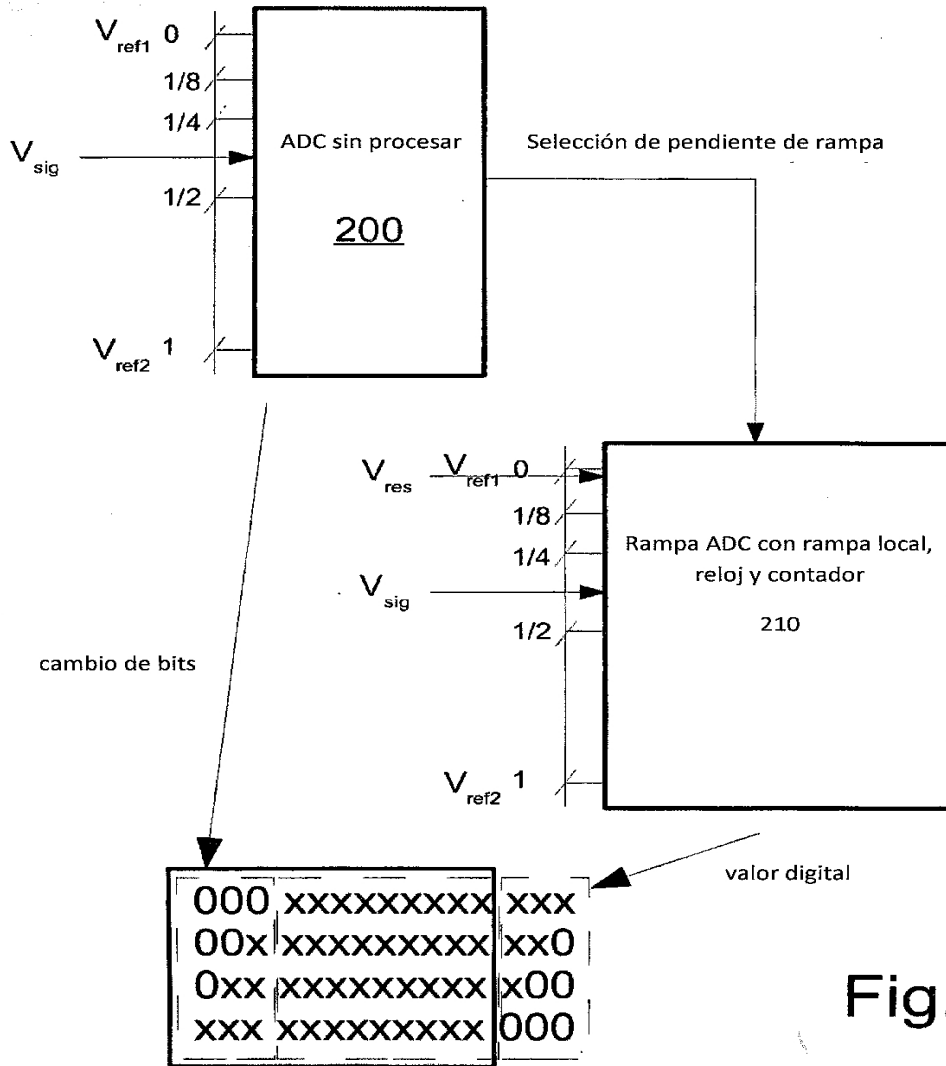 V_ref1 0
1/8
1/4
V_sig
1/2
V_ref2 1
ADC sin procesar
200
Selección de pendiente de rampa
V_res V_ref1 0
1/8
1/4
V_sig
1/2
V_ref2 1
Rampa ADC con rampa local,
reloj y contador
210
cambio de bits
valor digital
000 xxxxxxxxx xxx
00x xxxxxxxxx xx0
0xx xxxxxxxxx x00
xxx xxxxxxxxx 000
Fig.